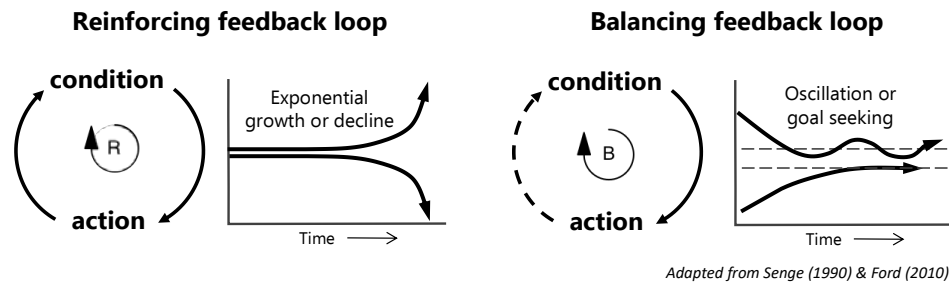 Reinforcing feedback loop
condition
R
action
Exponential
growth or decline
Time
Balancing feedback loop
condition
B
action
Oscillation or
goal seeking
Time
Adapted from Senge (1990) & Ford (2010)